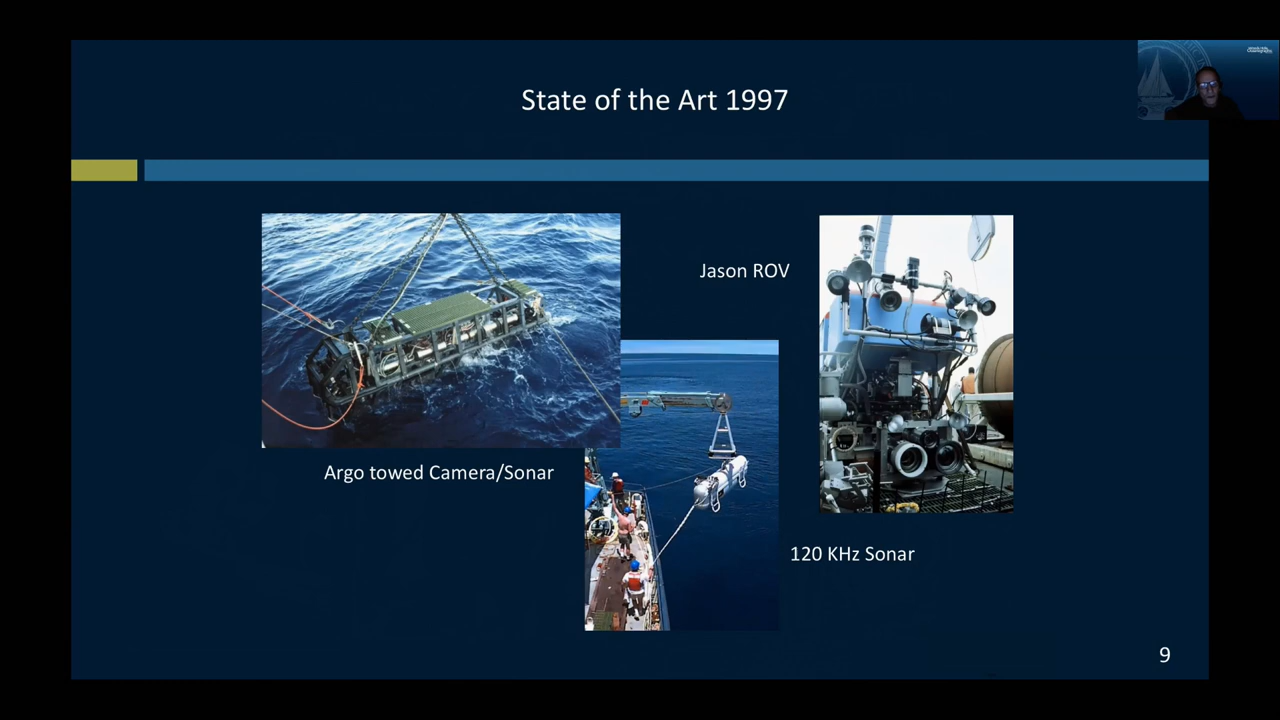 State of the Art 1997
Jason ROV
Argo towed Camera/Sonar
120 KHz Sonar
9